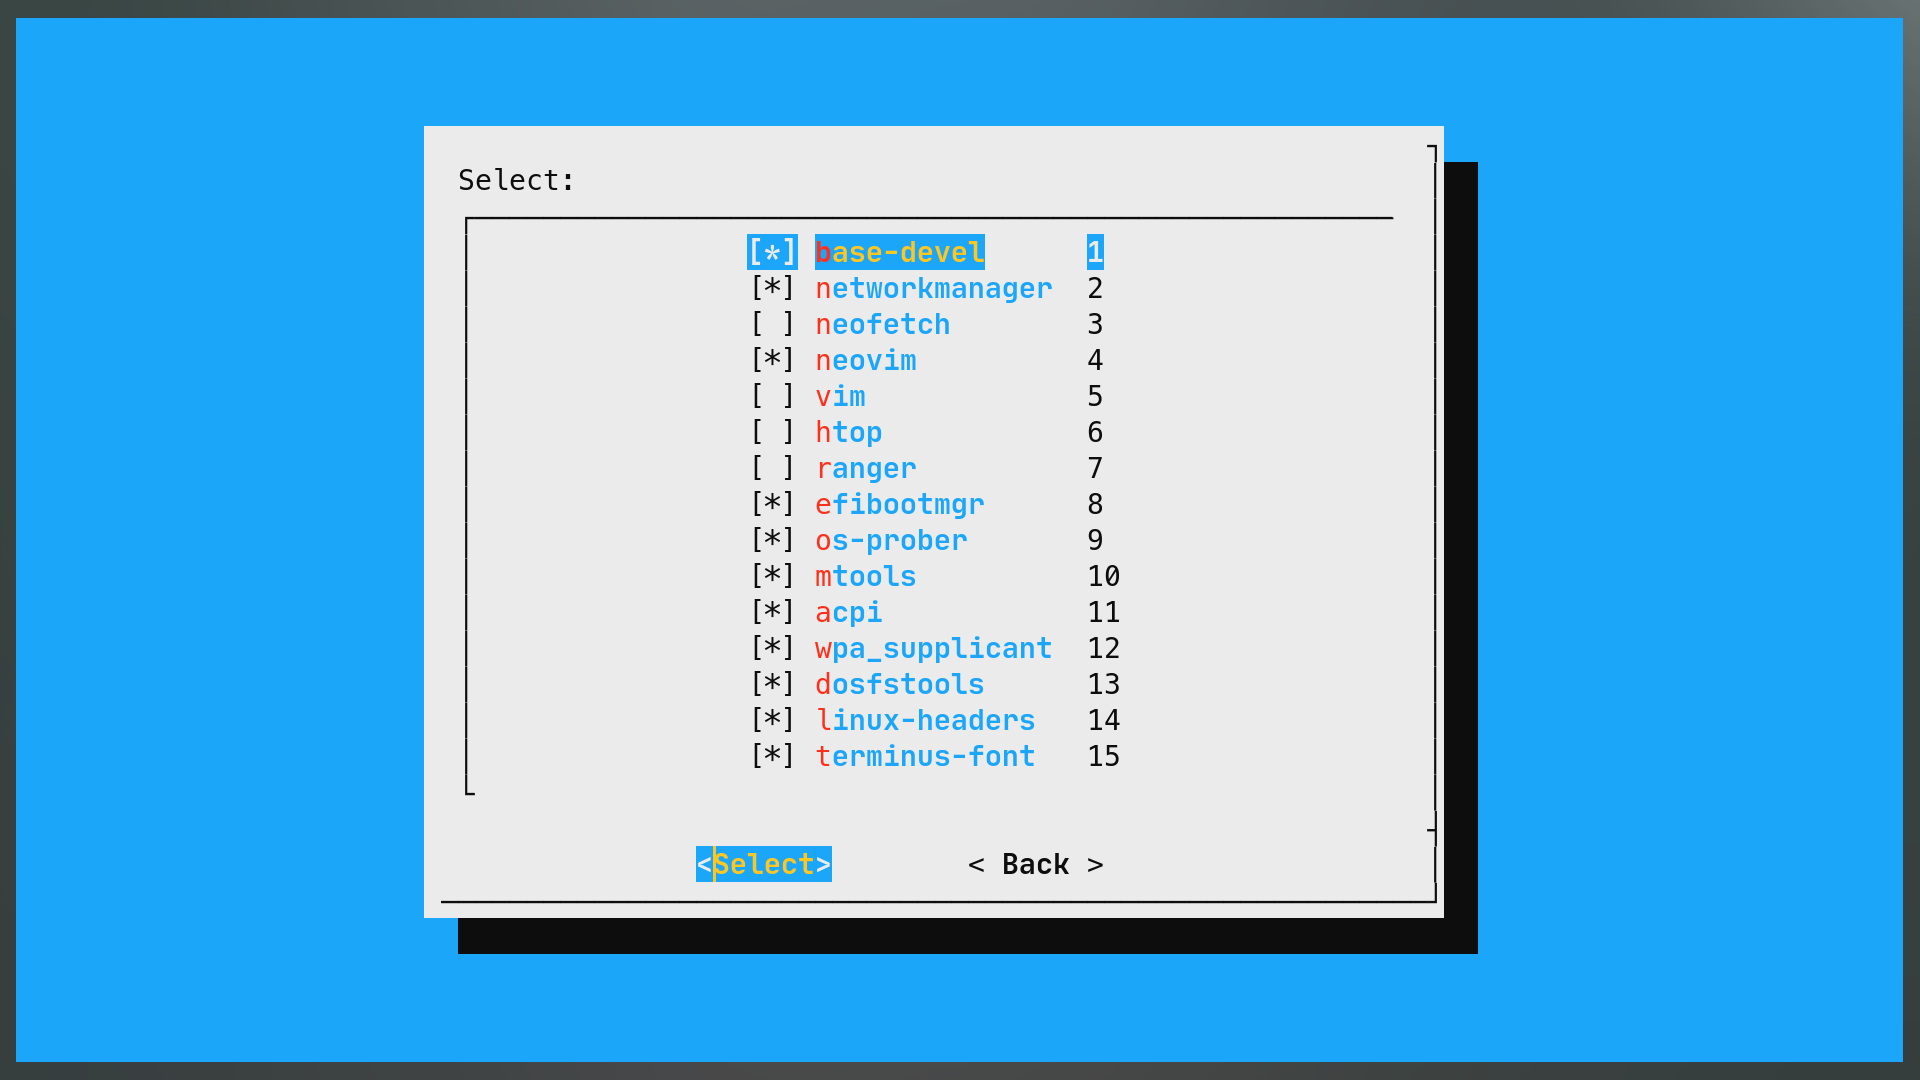 Select:
[*] base-devel 1
[*] networkmanager 2
[ ] neofetch 3
[*] neovim 4
[ ] vim 5
[ ] htop 6
[ ] ranger 7
[*] efibootmgr 8
[*] os-prober 9
[*] mtools 10
[*] acpi 11
[*] wpa_supplicant 12
[*] dosfstools 13
[*] linux-headers 14
[*] terminus-font 15
<Select> < Back >